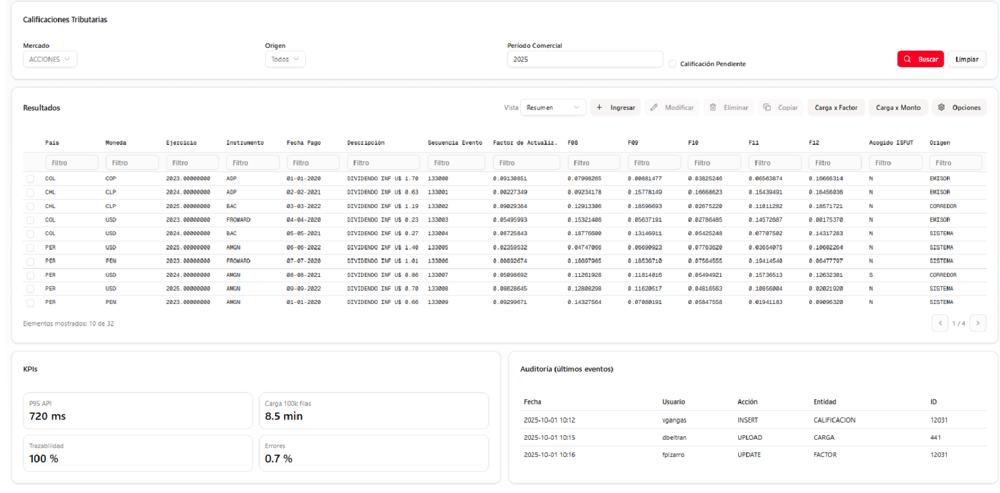 Calificaciones Tributarias
Mercado Origen Período Comercial
ACCIONES Todos 2025 Calificación Pendiente Buscar Limpiar
Resultados Vista Resumen Ingresar Modificar Eliminar Copiar Carga x Factor Carga x Monto Opciones
País Moneda Ejercicio Instrumento Fecha Pago Descripción Secuencia Evento Factor de Actualiz. F08 F09 F10 F11 F12 Acogido ISFUT Origen
Filtro Filtro Filtro Filtro Filtro Filtro Filtro Filtro Filtro Filtro Filtro Filtro Filtro Filtro Filtro
COL COP 2023.00000000 ADP 01-01-2020 DIVIDENDO INF U$ 1.70 133000 0.09130851 0.07998265 0.00881477 0.03825246 0.06563874 0.16666314 N EMISOR
CHL CLP 2024.00000000 ADP 02-02-2021 DIVIDENDO INF U$ 0.63 133001 0.00227349 0.09234178 0.15778149 0.16668623 0.15439491 0.16456036 N EMISOR
CHL CLP 2025.00000000 BAC 03-03-2022 DIVIDENDO INF U$ 1.19 133002 0.09029364 0.12913306 0.18596693 0.02675220 0.11011282 0.18571721 N CORREDOR
COL USD 2023.00000000 FROWARD 04-04-2020 DIVIDENDO INF U$ 0.23 133003 0.05495993 0.15321408 0.05637191 0.02786485 0.14572687 0.00175370 N EMISOR
COL USD 2024.00000000 BAC 05-05-2021 DIVIDENDO INF U$ 0.27 133004 0.08725843 0.18776600 0.13146911 0.05425248 0.07707502 0.14317283 N SISTEMA
PER USD 2025.00000000 AMGN 06-06-2022 DIVIDENDO INF U$ 1.40 133005 0.02359532 0.04747066 0.06690923 0.07763620 0.03654075 0.10602264 N SISTEMA
PER PEN 2023.00000000 FROWARD 07-07-2020 DIVIDENDO INF U$ 1.01 133006 0.00892674 0.18697985 0.18536710 0.07564555 0.19414540 0.06477797 N SISTEMA
PER USD 2024.00000000 AMGN 08-08-2021 DIVIDENDO INF U$ 0.86 133007 0.05098692 0.11261928 0.11814016 0.05494921 0.15736513 0.12632301 S CORREDOR
PER USD 2025.00000000 AMGN 09-09-2022 DIVIDENDO INF U$ 0.70 133008 0.08628645 0.12808298 0.11620517 0.04816563 0.10856004 0.02021920 N SISTEMA
PER PEN 2023.00000000 AMGN 01-01-2020 DIVIDENDO INF U$ 0.66 133009 0.09299671 0.14327564 0.07080191 0.05847558 0.01941183 0.09096320 N SISTEMA
Elementos mostrados: 10 de 32 1 / 4
KPIs
P95 API
720 ms
Carga 100k filas
8.5 min
Trazabilidad
100 %
Errores
0.7 %
Auditoría (últimos eventos)
Fecha Usuario Acción Entidad ID
2025-10-01 10:12 vgangas INSERT CALIFICACION 12031
2025-10-01 10:15 dbeltran UPLOAD CARGA 441
2025-10-01 10:16 fpizarro UPDATE FACTOR 12031